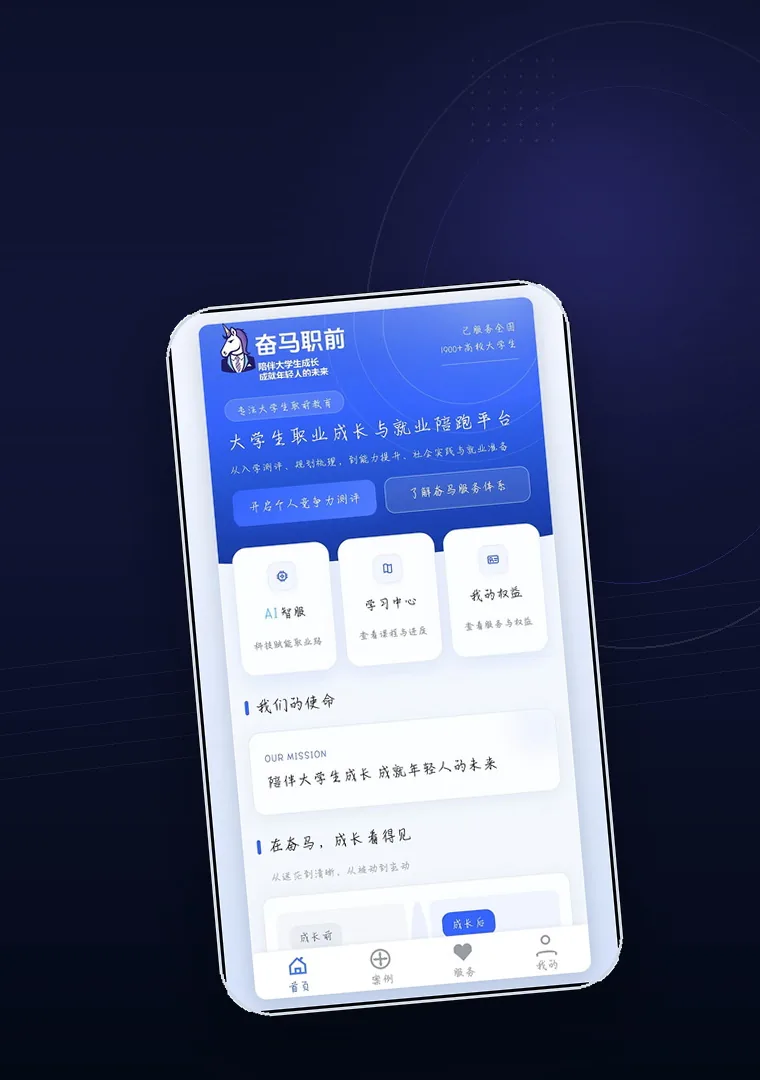 奋马职前
陪伴大学生成长
成就年轻人的未来
已服务全国
1900+高校大学生
专注大学生职前教育
大学生职业成长与就业陪跑平台
从入学测评、规划梳理，到能力提升、社会实践与就业准备
开启个人竞争力测评
了解奋马服务体系
AI智服
科技赋能职业路
学习中心
查看课程与进度
我的权益
查看服务与权益
我们的使命
OUR MISSION
陪伴大学生成长 成就年轻人的未来
在奋马，成长看得见
从迷茫到清晰，从被动到主动
成长前
成长后
首页
案例
服务
我的